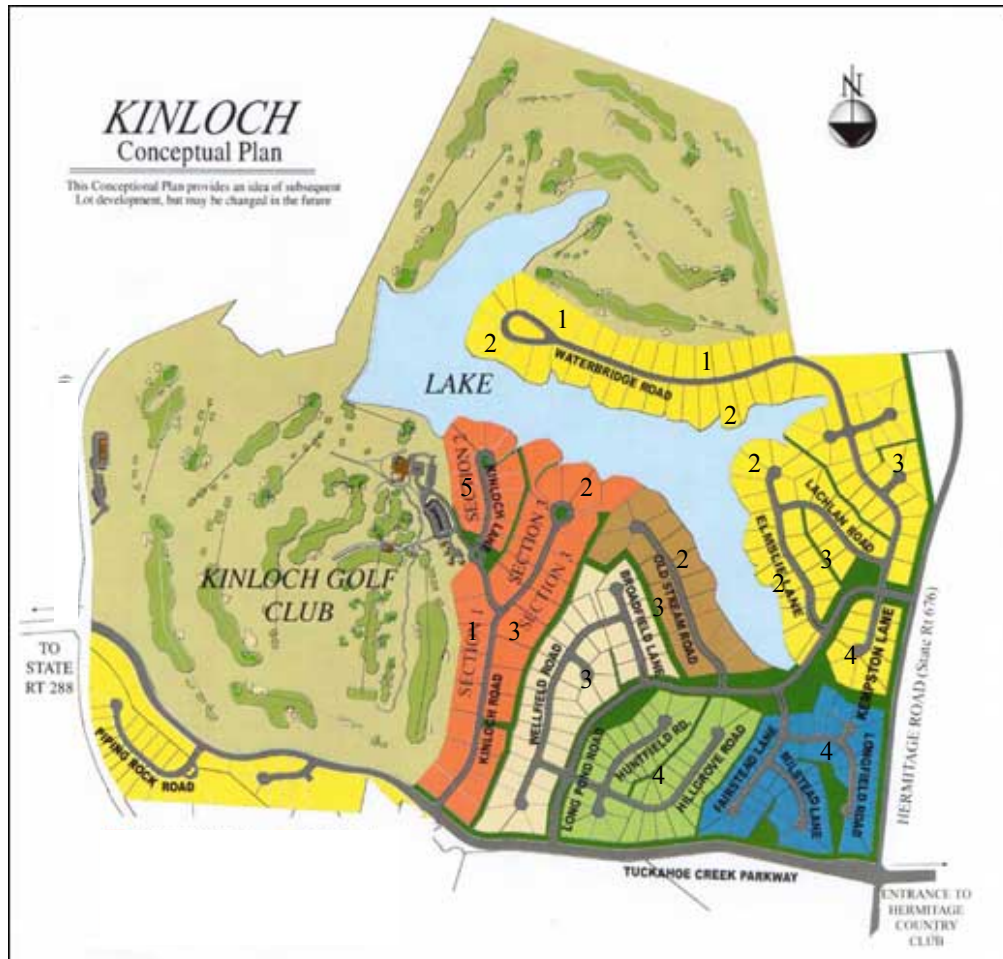 KINLOCH
Conceptual Plan
This Conceptional Plan provides an idea of subsequent
Lot development, but may be changed in the future
N
1
2
WATERBRIDGE ROAD
1
2
LAKE
SECTION 2
5
KINLOCH LANE
2
SECTION 3
SECTION 3
2
3
LACHLAN ROAD
ELMSLIE LANE
3
2
KINLOCH GOLF
CLUB
OLD STREAM ROAD
2
BROADFIELD LANE
3
SECTION 1
1
3
KINLOCH ROAD
WELLFIELD ROAD
3
4
KEMPSTON LANE
HERMITAGE ROAD (State Rt 676)
TO
STATE
RT 288
PIPING ROCK
ROAD
LONG POND ROAD
HUNTFIELD RD.
4
HILLGROVE ROAD
FAIRSTEAD LANE
MILSTEAD LANE
4
LONGFIELD ROAD
TUCKAHOE CREEK PARKWAY
ENTRANCE TO
HERMITAGE
COUNTRY
CLUB